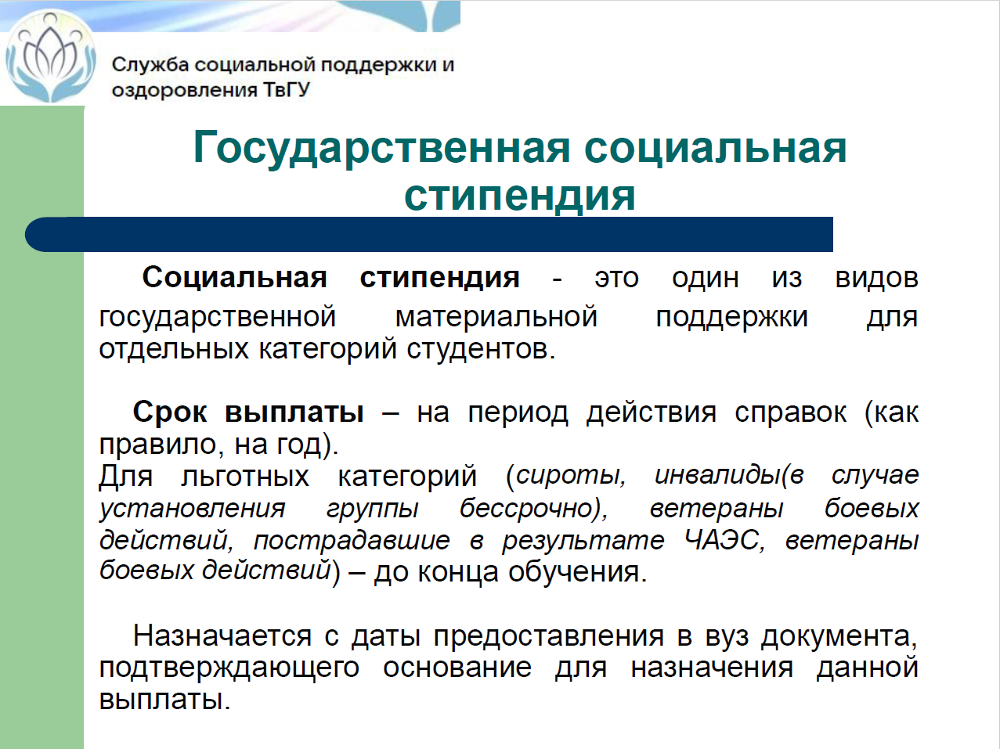 Служба социальной поддержки и
оздоровления ТвГУ
Государственная социальная
стипендия
Социальная стипендия - это один из видов
государственной материальной поддержки для
отдельных категорий студентов.
Срок выплаты – на период действия справок (как
правило, на год).
Для льготных категорий (сироты, инвалиды(в случае
установления группы бессрочно), ветераны боевых
действий, пострадавшие в результате ЧАЭС, ветераны
боевых действий) – до конца обучения.
Назначается с даты предоставления в вуз документа,
подтверждающего основание для назначения данной
выплаты.